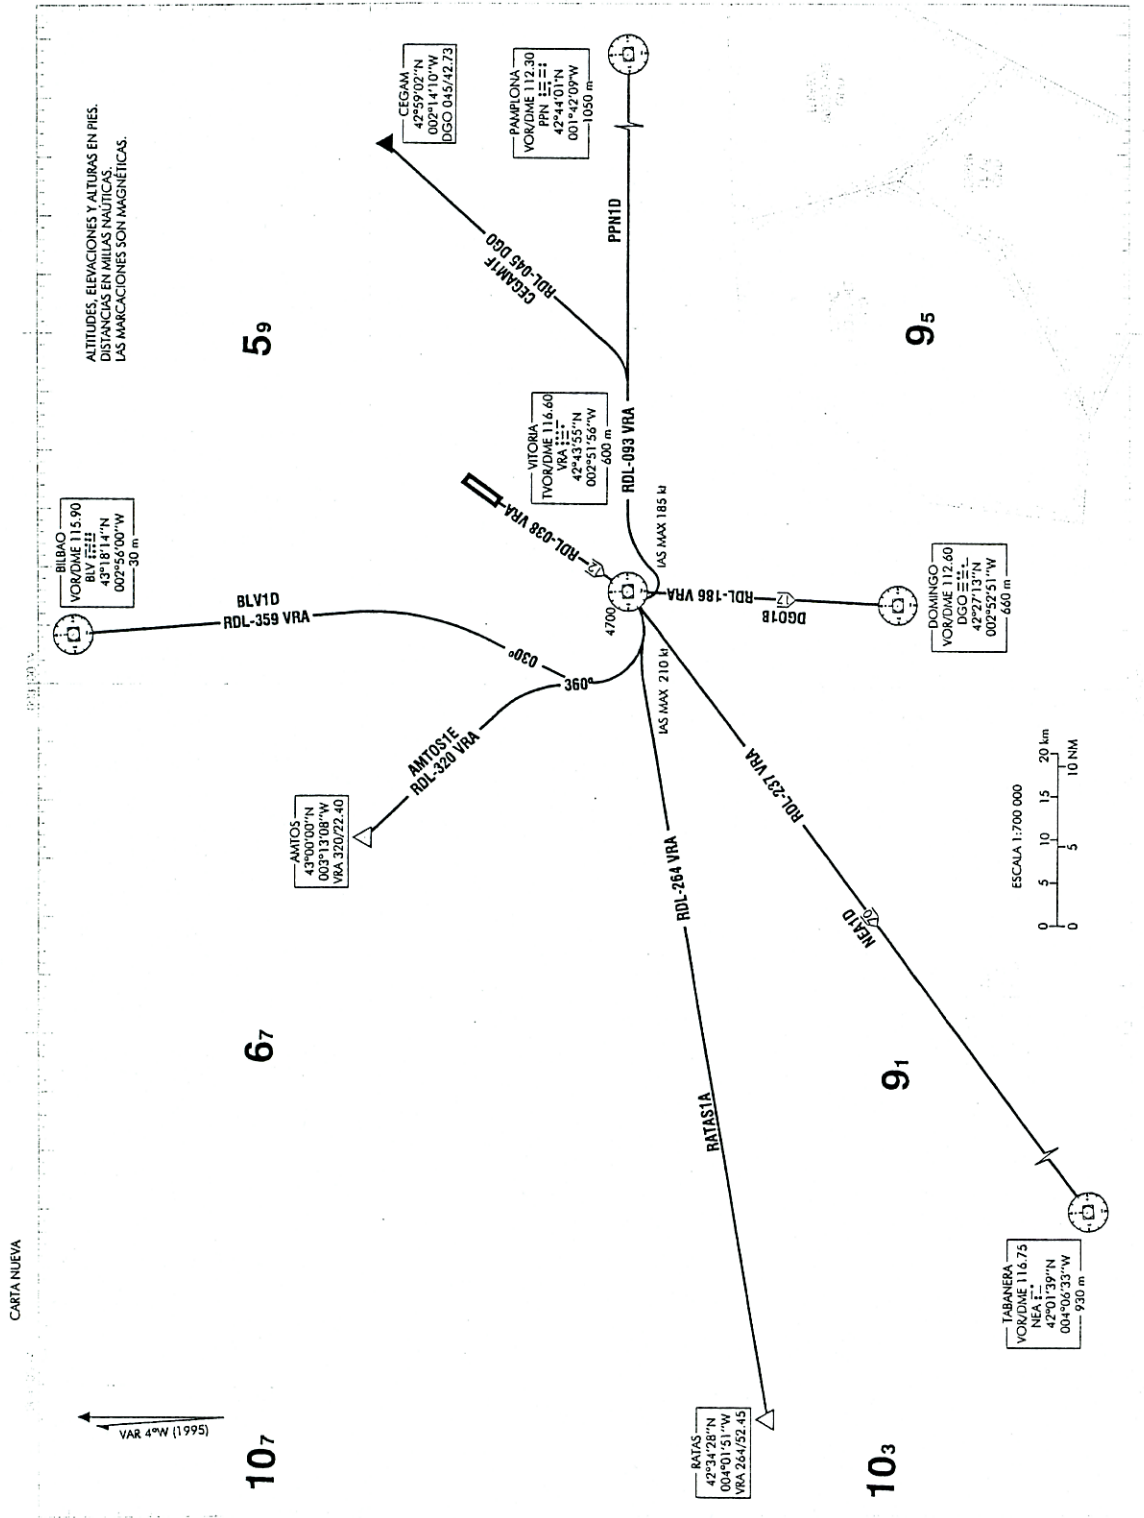 CARTA NUEVA
VAR 4°W (1995)
ALTITUDES, ELEVACIONES Y ALTURAS EN PIES.
DISTANCIAS EN MILLAS NAÚTICAS.
LAS MARCACIONES SON MAGNÉTICAS.
10₇
6₇
5₉
BILBAO
VOR/DME 115.90
BLV
43°18'14''N
002°56'00''W
30 m
BLV1D
RDL-359 VRA
030°
360°
AMTOS
43°00'00''N
003°13'08''W
VRA 320/22.40
AMTOS1E
RDL-320 VRA
CEGAM
42°59'02''N
002°14'10''W
DGO 045/42.73
CEGAM1F
RDL-045 DGO
PAMPLONA
VOR/DME 112.30
PPN
42°44'01''N
001°42'09''W
1050 m
PPN1D
VITORIA
TVOR/DME 116.60
VRA
42°43'55''N
002°51'56''W
600 m
RDL-093 VRA
RDL-038 VRA
12
4700
IAS MAX 185 kt
IAS MAX 210 kt
RDL-186 VRA
17
DGO1B
DOMINGO
VOR/DME 112.60
DGO
42°27'13''N
002°52'51''W
660 m
RDL-264 VRA
RATAS1A
RATAS
42°34'28''N
004°01'51''W
VRA 264/52.45
RDL-237 VRA
70
NEA1D
TABANERA
VOR/DME 116.75
NEA
42°01'39''N
004°06'33''W
930 m
10₃
9₁
9₅
ESCALA 1:700 000
0 5 10 15 20 km
0 5 10 NM